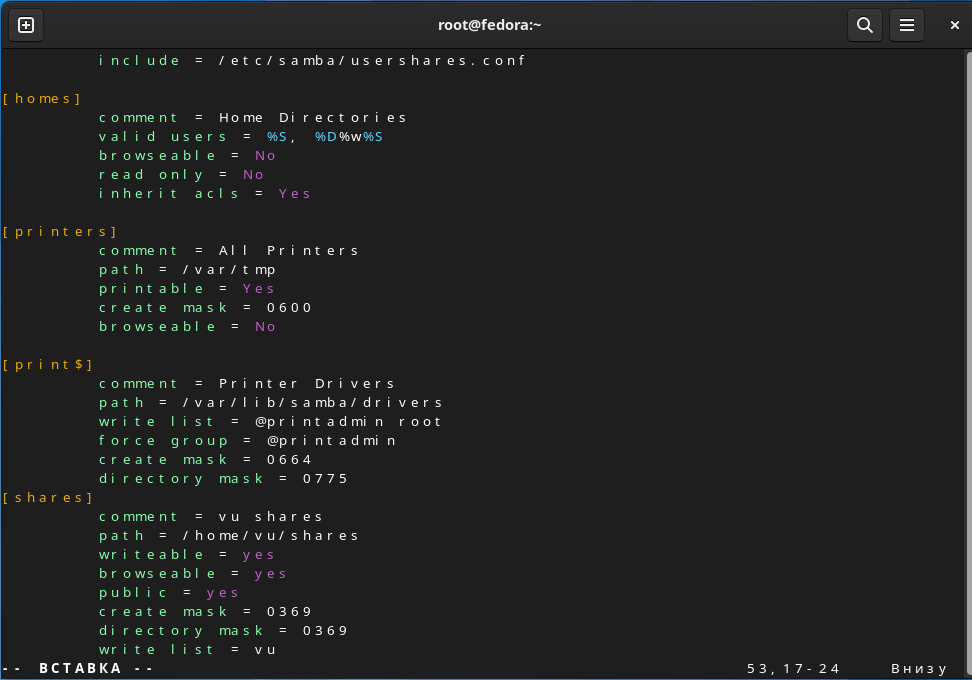 root@fedora:~
include = /etc/samba/usershares.conf
[homes]
comment = Home Directories
valid users = %S, %D%w%S
browseable = No
read only = No
inherit acls = Yes
[printers]
comment = All Printers
path = /var/tmp
printable = Yes
create mask = 0600
browseable = No
[print$]
comment = Printer Drivers
path = /var/lib/samba/drivers
write list = @printadmin root
force group = @printadmin
create mask = 0664
directory mask = 0775
[shares]
comment = vu shares
path = /home/vu/shares
writeable = yes
browseable = yes
public = yes
create mask = 0369
directory mask = 0369
write list = vu
-- ВСТАВКА -- 53,17-24 Внизу